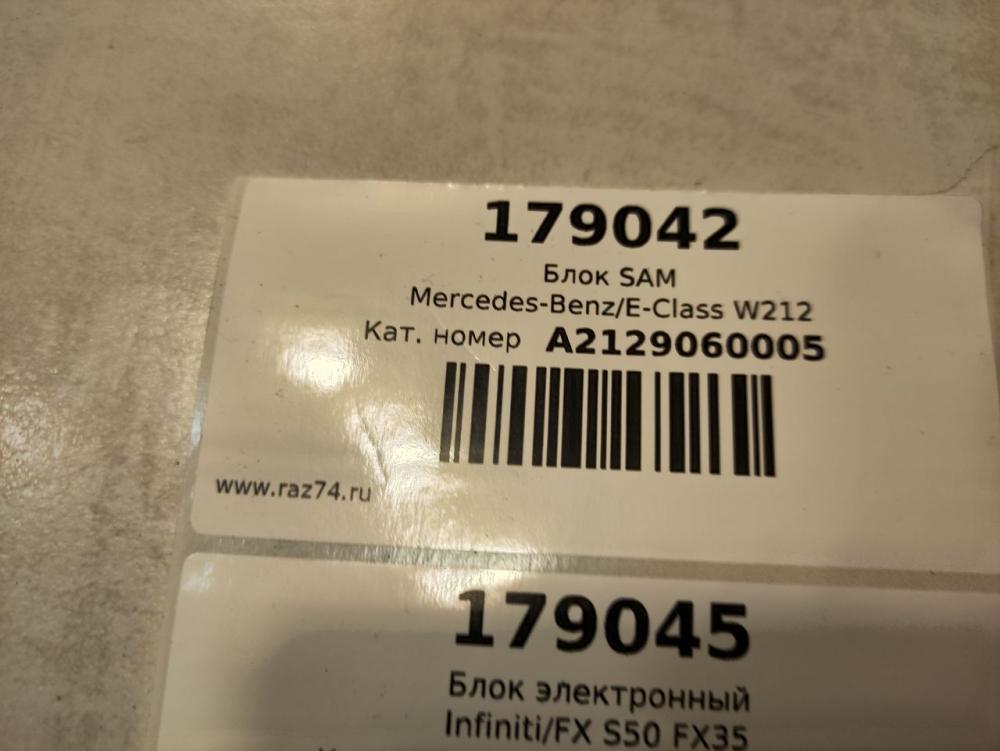 179042
Блок SAM
Mercedes-Benz/E-Class W212
Кат. номер A2129060005
www.raz74.ru
179045
Блок электронный
Infiniti/FX S50 FX35